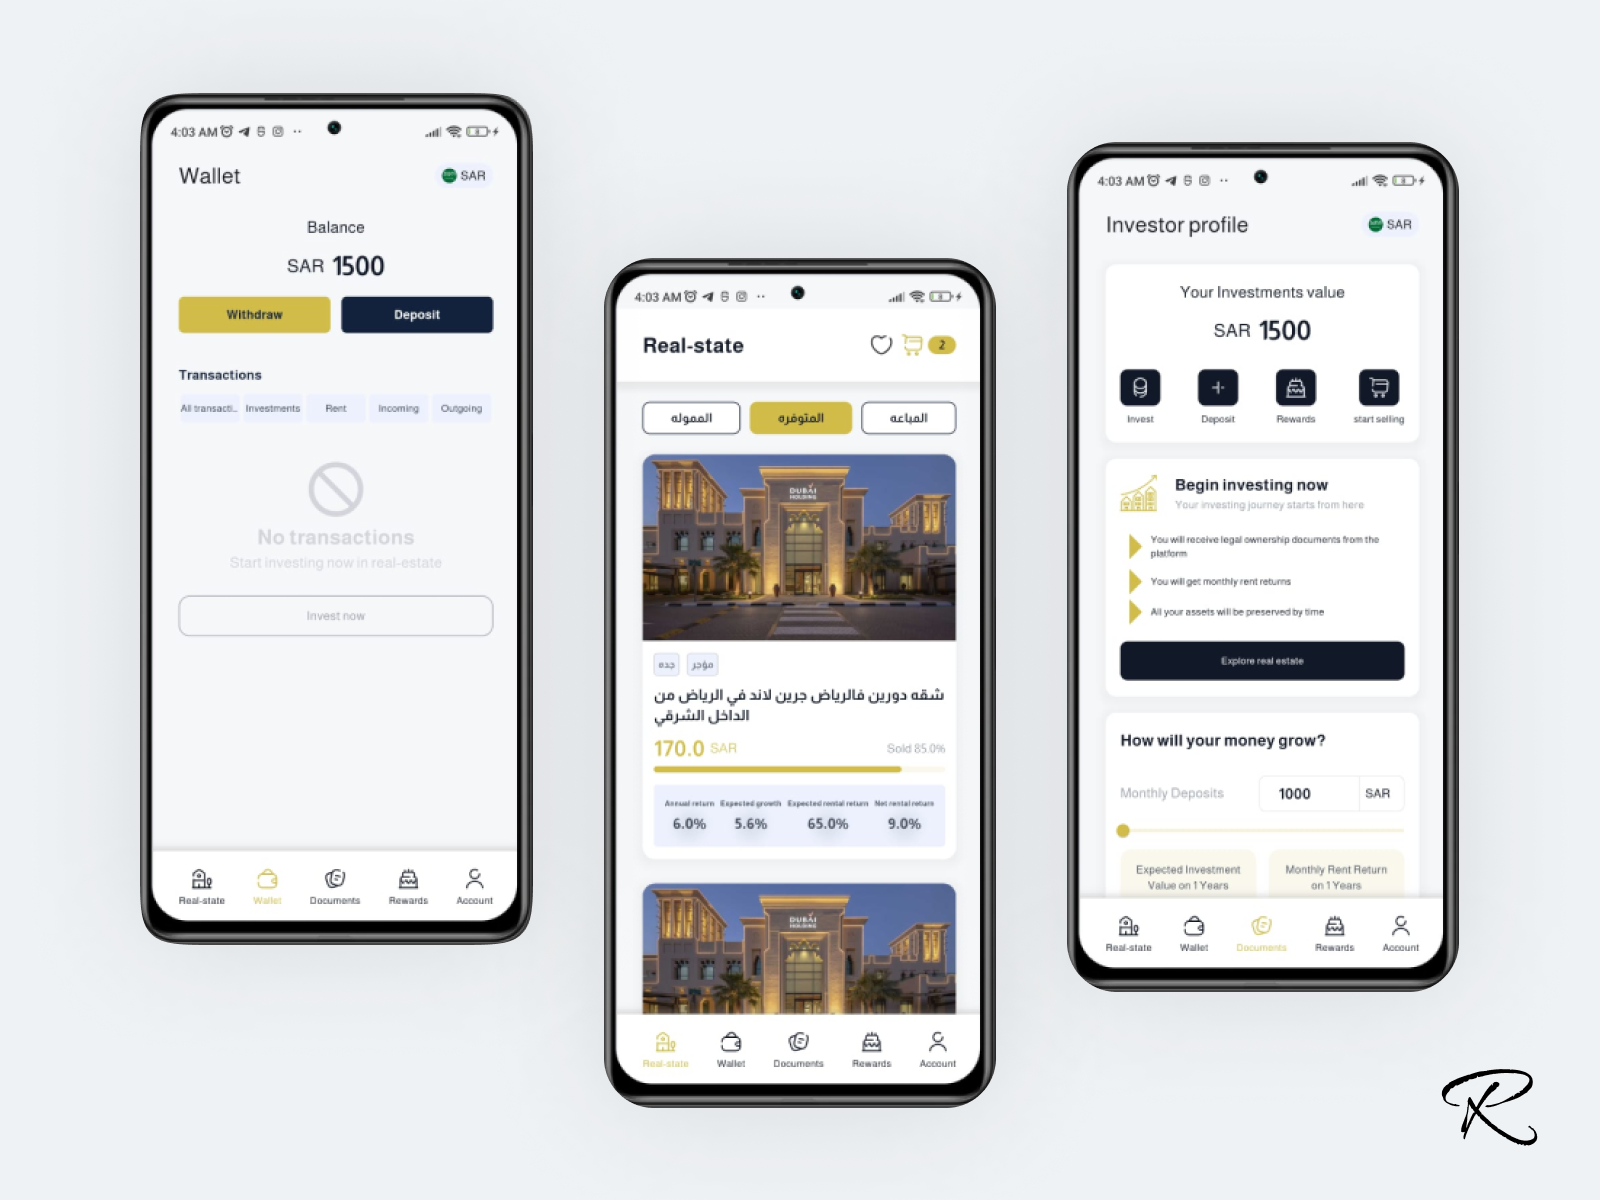 4:03 AM
Wallet
SAR
Balance
SAR 1500
Withdraw
Deposit
Transactions
All transacti...
Investments
Rent
Incoming
Outgoing
No transactions
Start investing now in real-estate
Invest now
Real-state
Wallet
Documents
Rewards
Account
4:03 AM
Real-state
2
المموله
المتوفره
المباعه
DUBAI
HOLDING
جده
مؤجر
شقه دورين فالرياض جرين لاند في الرياض من
الداخل الشرقي
170.0 SAR
Sold 85.0%
Annual return
Expected growth
Expected rental return
Net rental return
6.0%
5.6%
65.0%
9.0%
DUBAI
HOLDING
Real-state
Wallet
Documents
Rewards
Account
4:03 AM
Investor profile
SAR
Your Investments value
SAR 1500
Invest
Deposit
Rewards
start selling
Begin investing now
Your investing journey starts from here
You will receive legal ownership documents from the
platform
You will get monthly rent returns
All your assets will be preserved by time
Explore real estate
How will your money grow?
Monthly Deposits
1000
SAR
Expected Investment
Value on 1 Years
Monthly Rent Return
on 1 Years
Real-state
Wallet
Documents
Rewards
Account
R